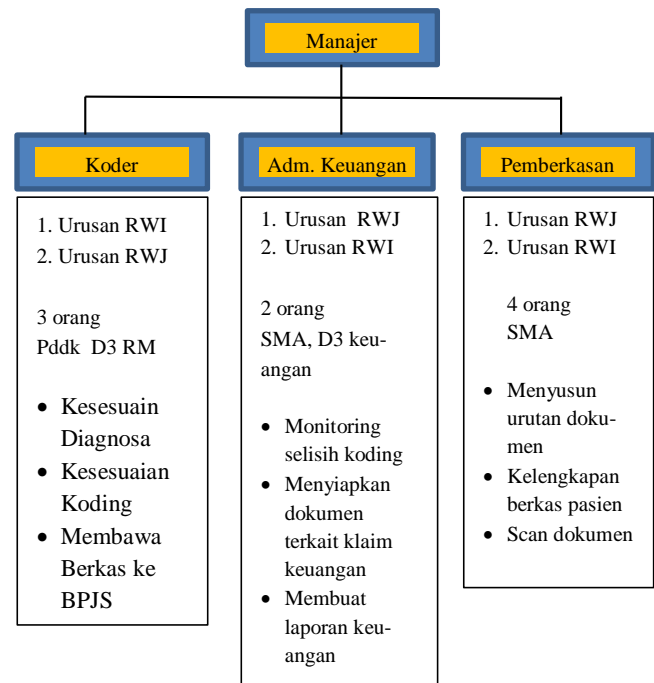 Manajer
Koder
1. Urusan RWI
2. Urusan RWJ
3 orang
Pddk D3 RM
• Kesesuain
Diagnosa
• Kesesuaian
Koding
• Membawa
Berkas ke
BPJS
Adm. Keuangan
1. Urusan RWJ
2. Urusan RWI
2 orang
SMA, D3 keu-
angan
• Monitoring
selisih koding
• Menyiapkan
dokumen
terkait klaim
keuangan
• Membuat
laporan keu-
angan
Pemberkasan
1. Urusan RWJ
2. Urusan RWI
4 orang
SMA
• Menyusun
urutan doku-
men
• Kelengkapan
berkas pasien
• Scan dokumen